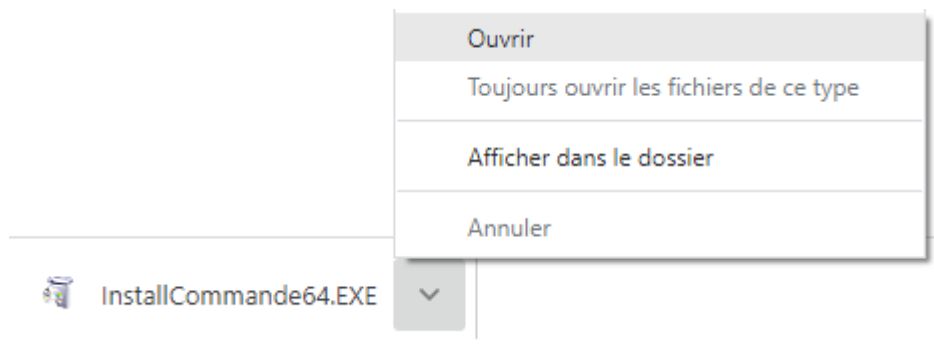 Ouvrir
Toujours ouvrir les fichiers de ce type
Afficher dans le dossier
Annuler
InstallCommande64.EXE